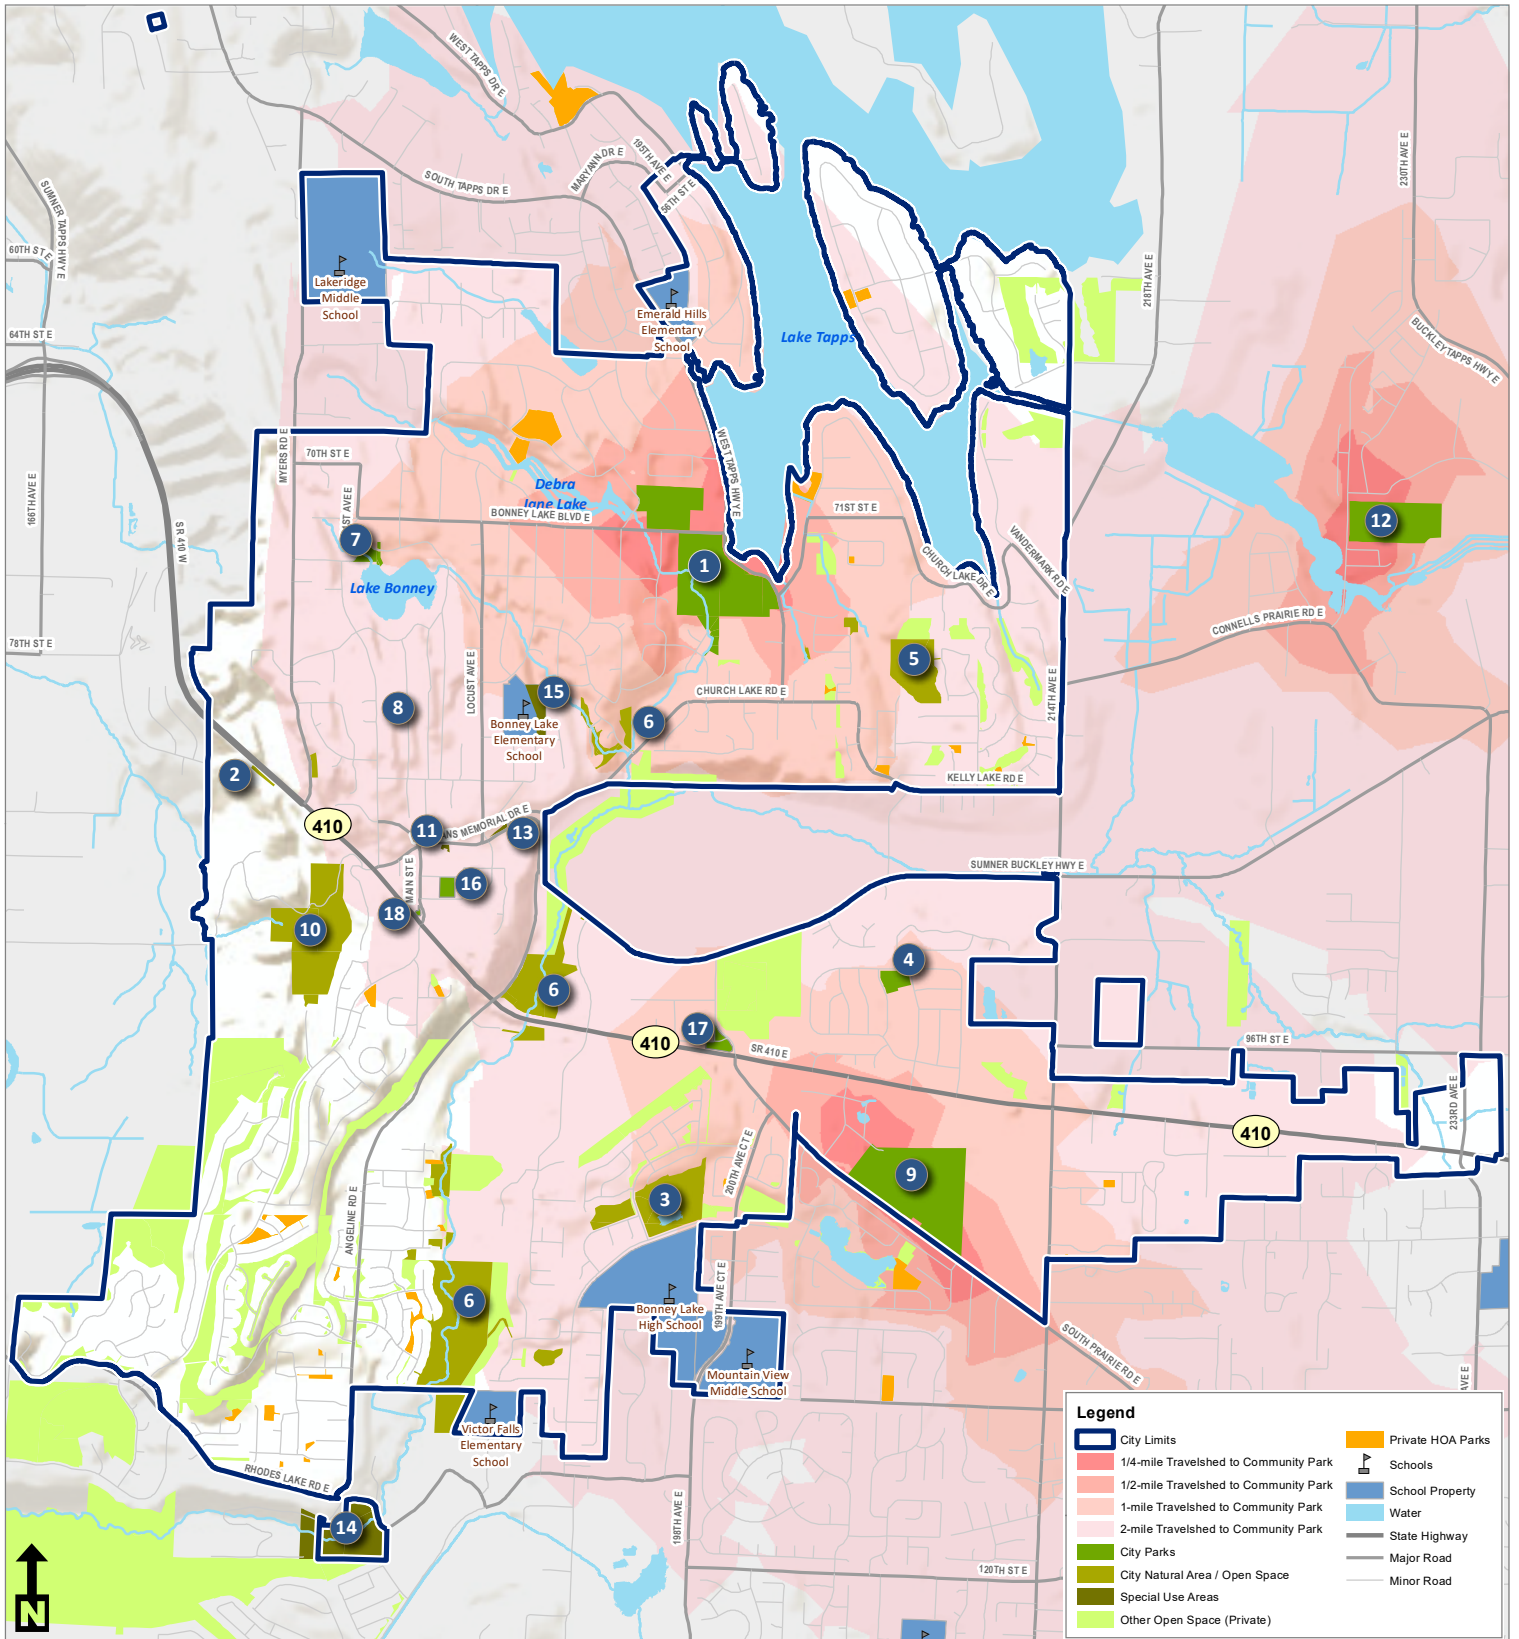 WEST TAPPS DR E
195TH AVE E
MARYANN DR E
56TH ST E
SOUTH TAPPS DR E
SUMNER TAPPS HWY E
60TH ST E
230TH AVE E
218TH AVE E
Lakeridge
Middle
School
Emerald Hills
Elementary
School
Lake Tapps
64TH ST E
BUCKLEY TAPPS HWY E
MYERS RD E
70TH ST E
WEST TAPPS HWY E
166TH AVE E
SR 410 W
ST AVE E
Debra
Jane Lake
BONNEY LAKE BLVD E
71ST ST E
12
7
1
CHURCH LAKE DR E
VANDERMARK RD E
Lake Bonney
CONNELLS PRAIRIE RD E
78TH ST E
5
LOCUST AVE E
214TH AVE E
CHURCH LAKE RD E
15
8
6
Bonney Lake
Elementary
School
2
KELLY LAKE RD E
410
11
NS MEMORIAL DR E
13
SUMNER BUCKLEY HWY E
MAIN ST E
16
18
10
4
6
17
410
SR 410 E
96TH ST E
233RD AVE E
410
200TH AVE CT E
9
3
ANGELINE RD E
199TH AVE CT E
6
Bonney Lake
High School
SOUTH PRAIRIE RD E
Mountain View
Middle School
AVE E
Victor Falls
Elementary
School
RHODES LAKE RD E
14
198TH AVE E
120TH ST E
N
Legend
City Limits
1/4-mile Travelshed to Community Park
1/2-mile Travelshed to Community Park
1-mile Travelshed to Community Park
2-mile Travelshed to Community Park
City Parks
City Natural Area / Open Space
Special Use Areas
Other Open Space (Private)
Private HOA Parks
Schools
School Property
Water
State Highway
Major Road
Minor Road